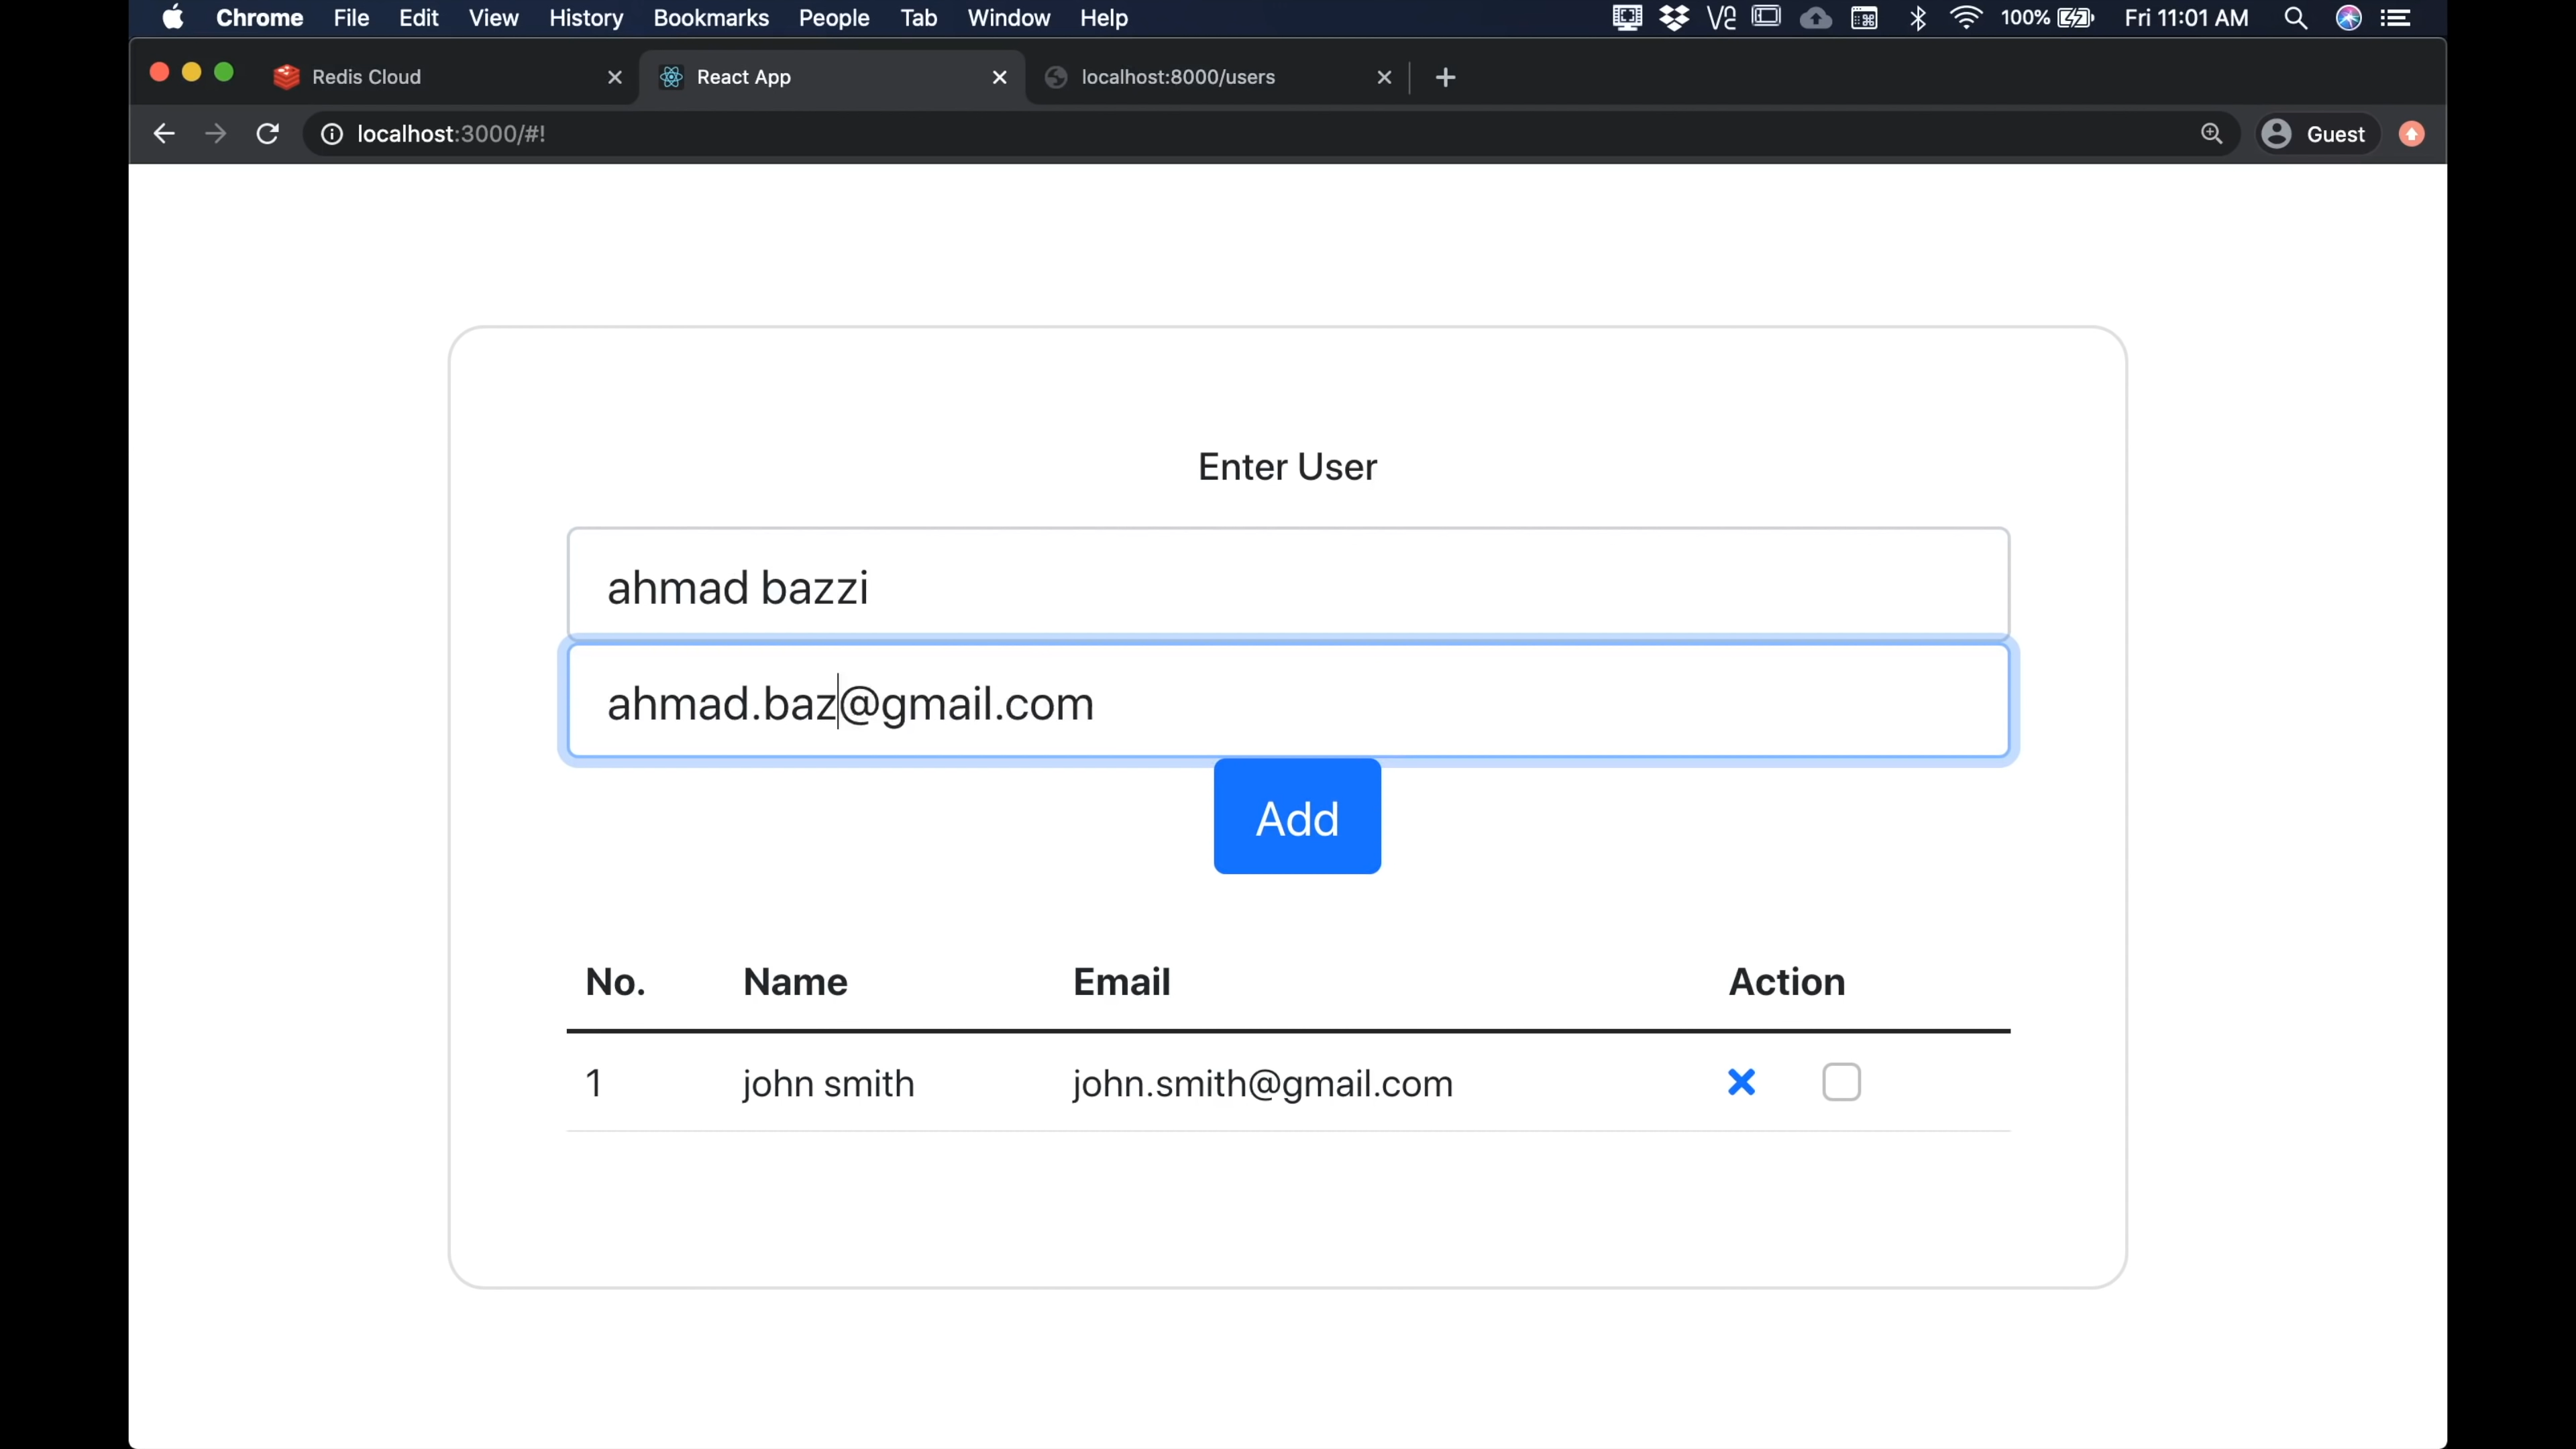 Chrome File Edit View History Bookmarks People Tab Window Help 100% Fri 11:01 AM
Redis Cloud React App localhost:8000/users
localhost:3000/#! Guest
Enter User
ahmad bazzi
ahmad.baz@gmail.com
Add
No. Name Email Action
1 john smith john.smith@gmail.com